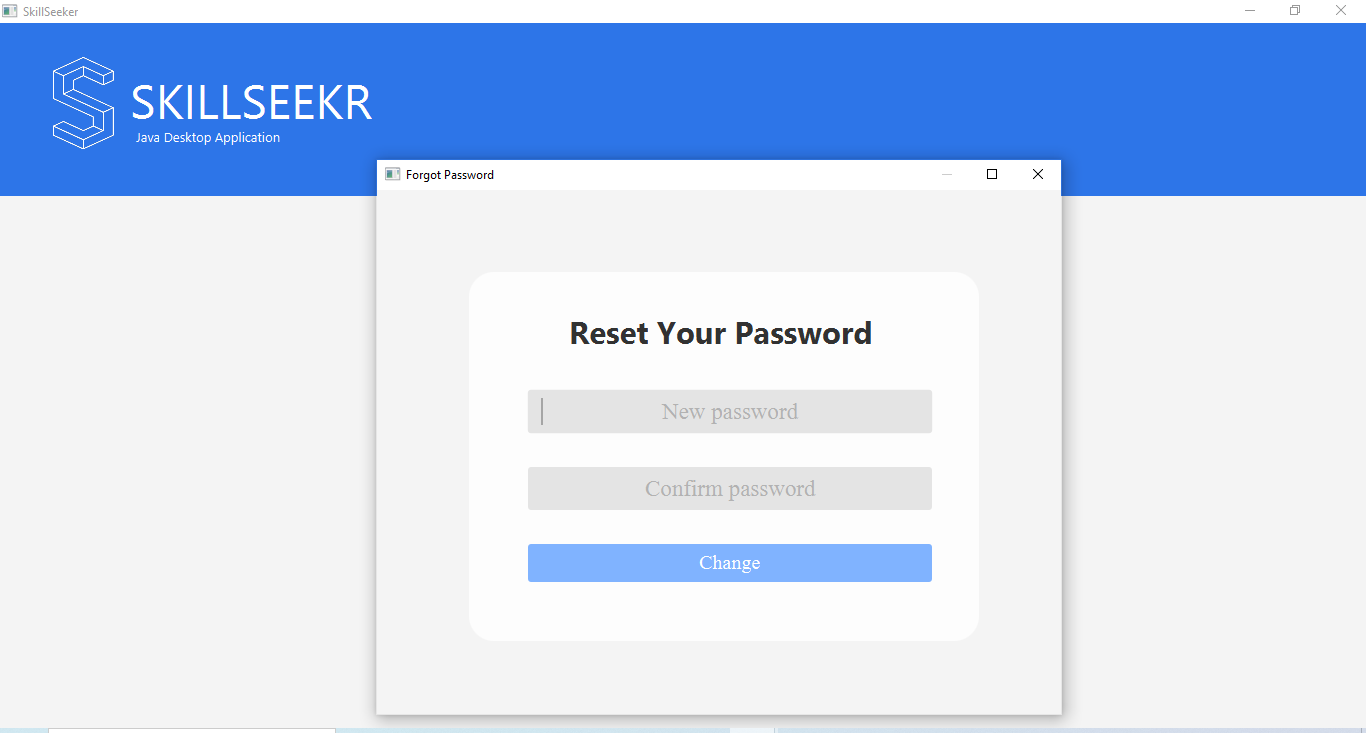 SkillSeeker
SKILLSEEKR
Java Desktop Application
Forgot Password
Reset Your Password
New password
Confirm password
Change